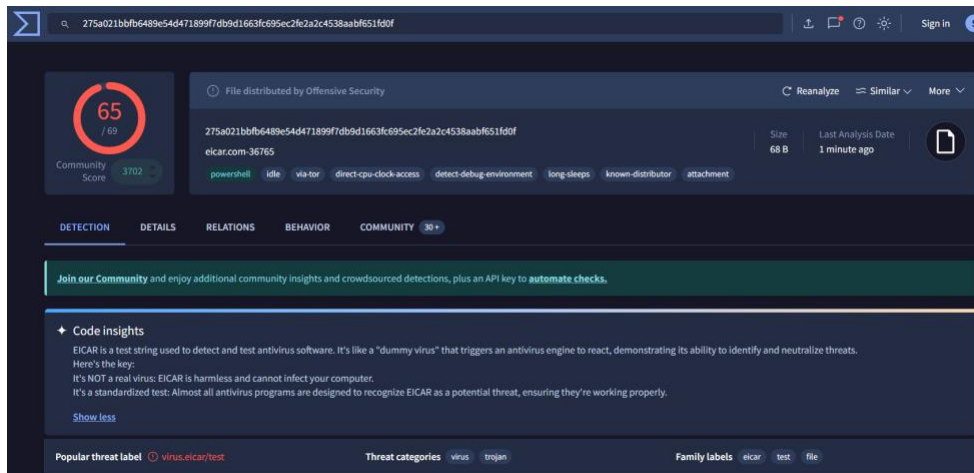 275a021bbfb6489e54d471899f7db9d1663fc695ec2fe2a2c4538aabf651fd0f
Sign in
65
/ 69
Community
Score
3702
File distributed by Offensive Security
Reanalyze
Similar
More
275a021bbfb6489e54d471899f7db9d1663fc695ec2fe2a2c4538aabf651fd0f
eicar.com-36765
Size
68 B
Last Analysis Date
1 minute ago
powershell idle via-tor direct-cpu-clock-access detect-debug-environment long-sleeps known-distributor attachment
DETECTION DETAILS RELATIONS BEHAVIOR COMMUNITY 30+
Join our Community and enjoy additional community insights and crowdsourced detections, plus an API key to automate checks.
Code insights
EICAR is a test string used to detect and test antivirus software. It's like a "dummy virus" that triggers an antivirus engine to react, demonstrating its ability to identify and neutralize threats.
Here's the key:
It's NOT a real virus: EICAR is harmless and cannot infect your computer.
It's a standardized test: Almost all antivirus programs are designed to recognize EICAR as a potential threat, ensuring they're working properly.
Show less
Popular threat label virus.eicar/test Threat categories virus trojan Family labels eicar test file